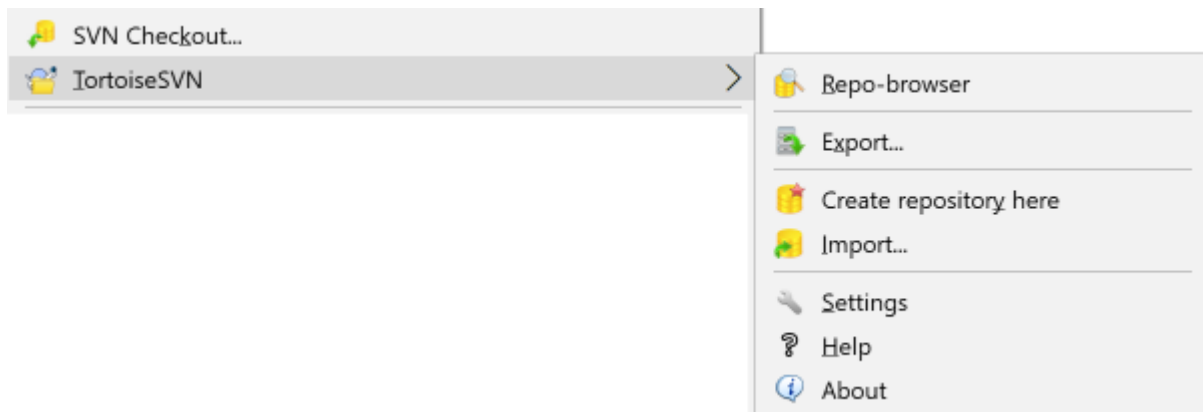 SVN Checkout...
TortoiseSVN
Repo-browser
Export...
Create repository here
Import...
Settings
Help
About